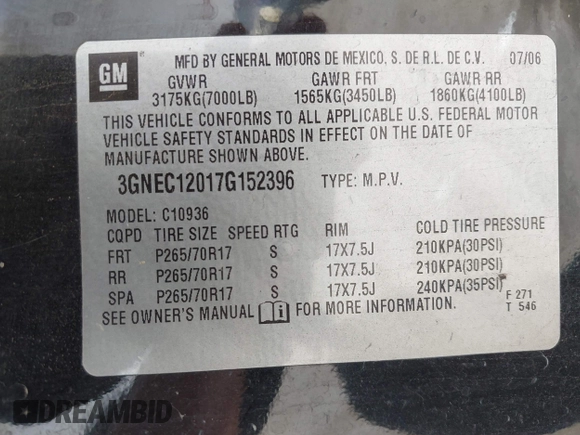 GM
MFD BY GENERAL MOTORS DE MEXICO, S. DE R.L. DE C.V. 07/06
GVWR GAWR FRT GAWR RR
3175KG(7000LB) 1565KG(3450LB) 1860KG(4100LB)
THIS VEHICLE CONFORMS TO ALL APPLICABLE U.S. FEDERAL MOTOR
VEHICLE SAFETY STANDARDS IN EFFECT ON THE DATE OF
MANUFACTURE SHOWN ABOVE.
3GNEC12017G152396 TYPE: M.P.V.
MODEL: C10936
CQPD TIRE SIZE SPEED RTG RIM COLD TIRE PRESSURE
FRT P265/70R17 S 17X7.5J 210KPA(30PSI)
RR P265/70R17 S 17X7.5J 210KPA(30PSI)
SPA P265/70R17 S 17X7.5J 240KPA(35PSI)
SEE OWNER'S MANUAL FOR MORE INFORMATION.
F 271
T 546
DREAMBID